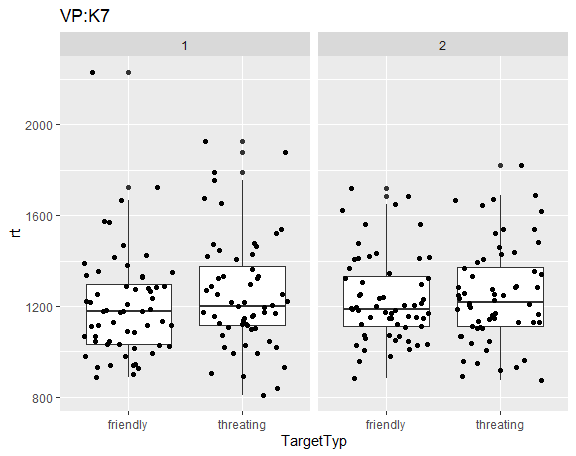 VP:K7
1 2
rt
2000
1600
1200
800
friendly threating friendly threating
TargetTyp